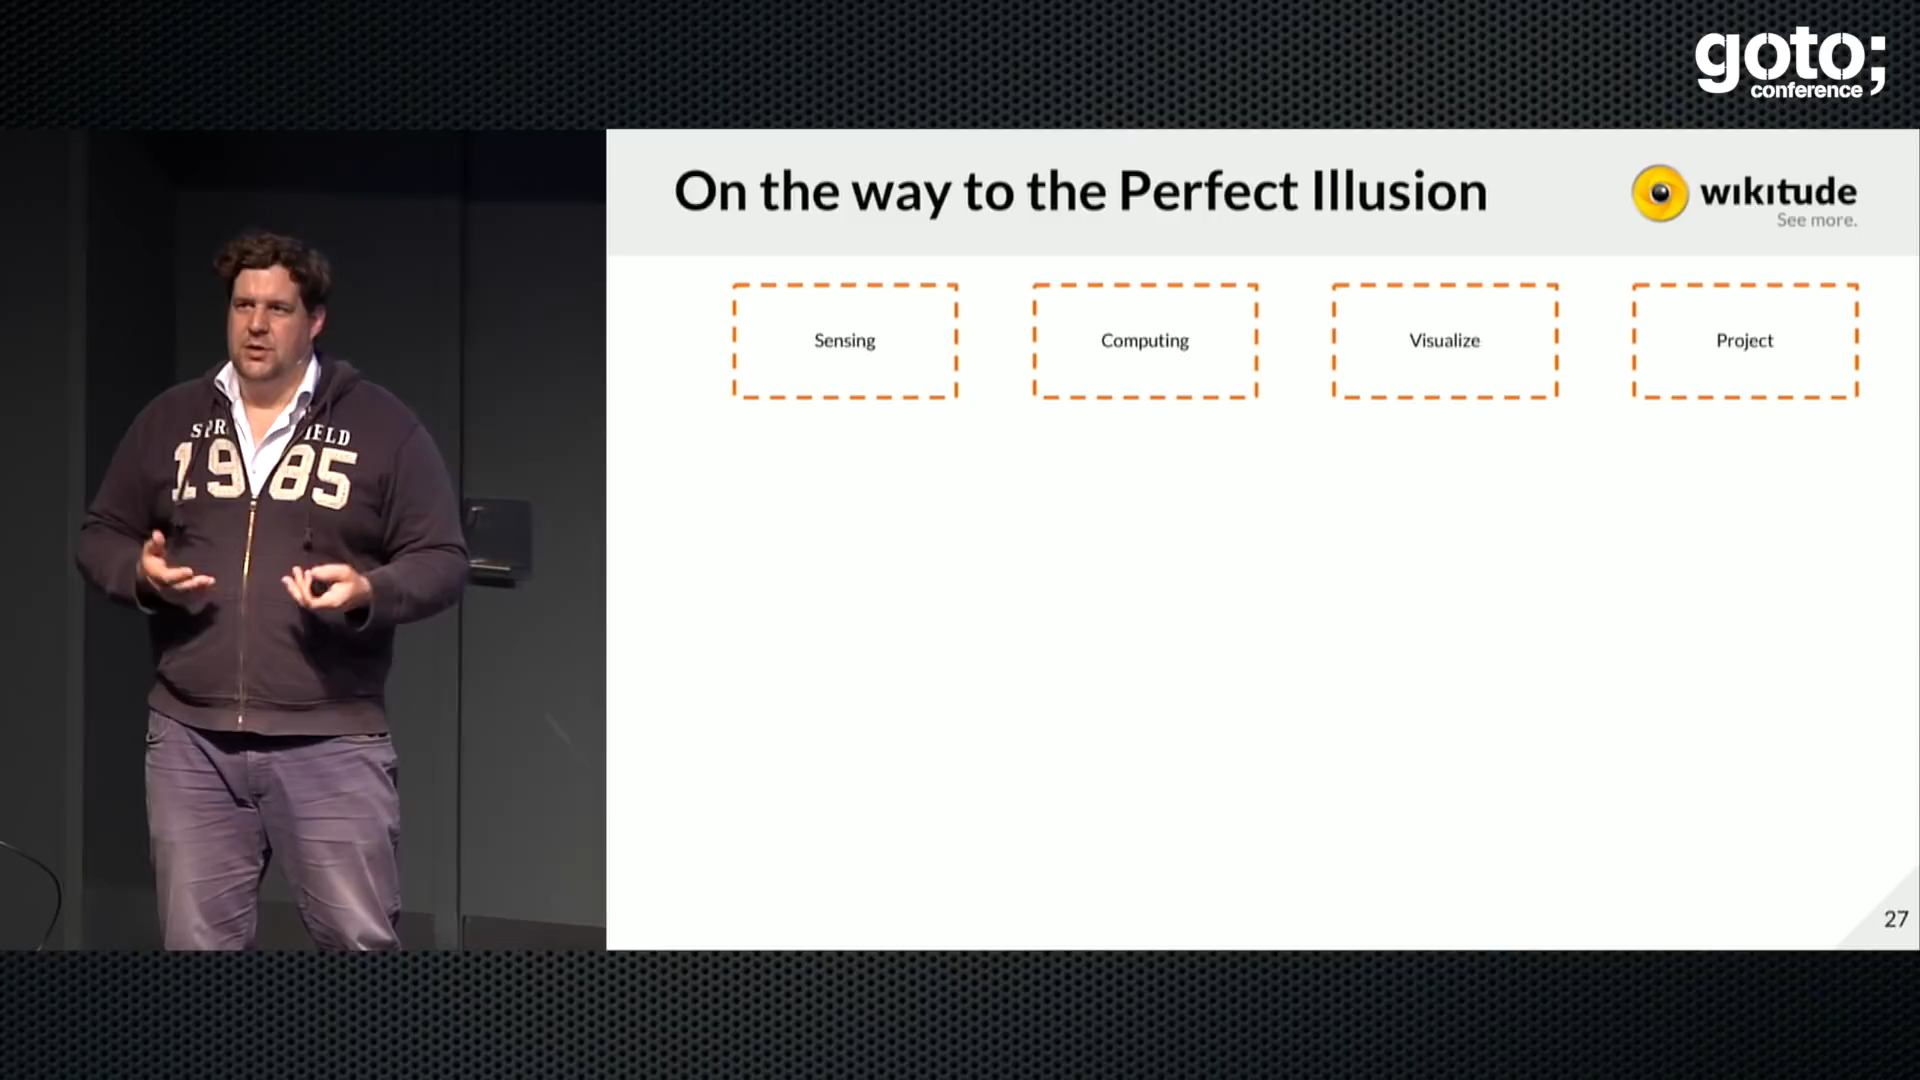 goto;
conference
On the way to the Perfect Illusion
wikitude
See more.
Sensing
Computing
Visualize
Project
1985
27